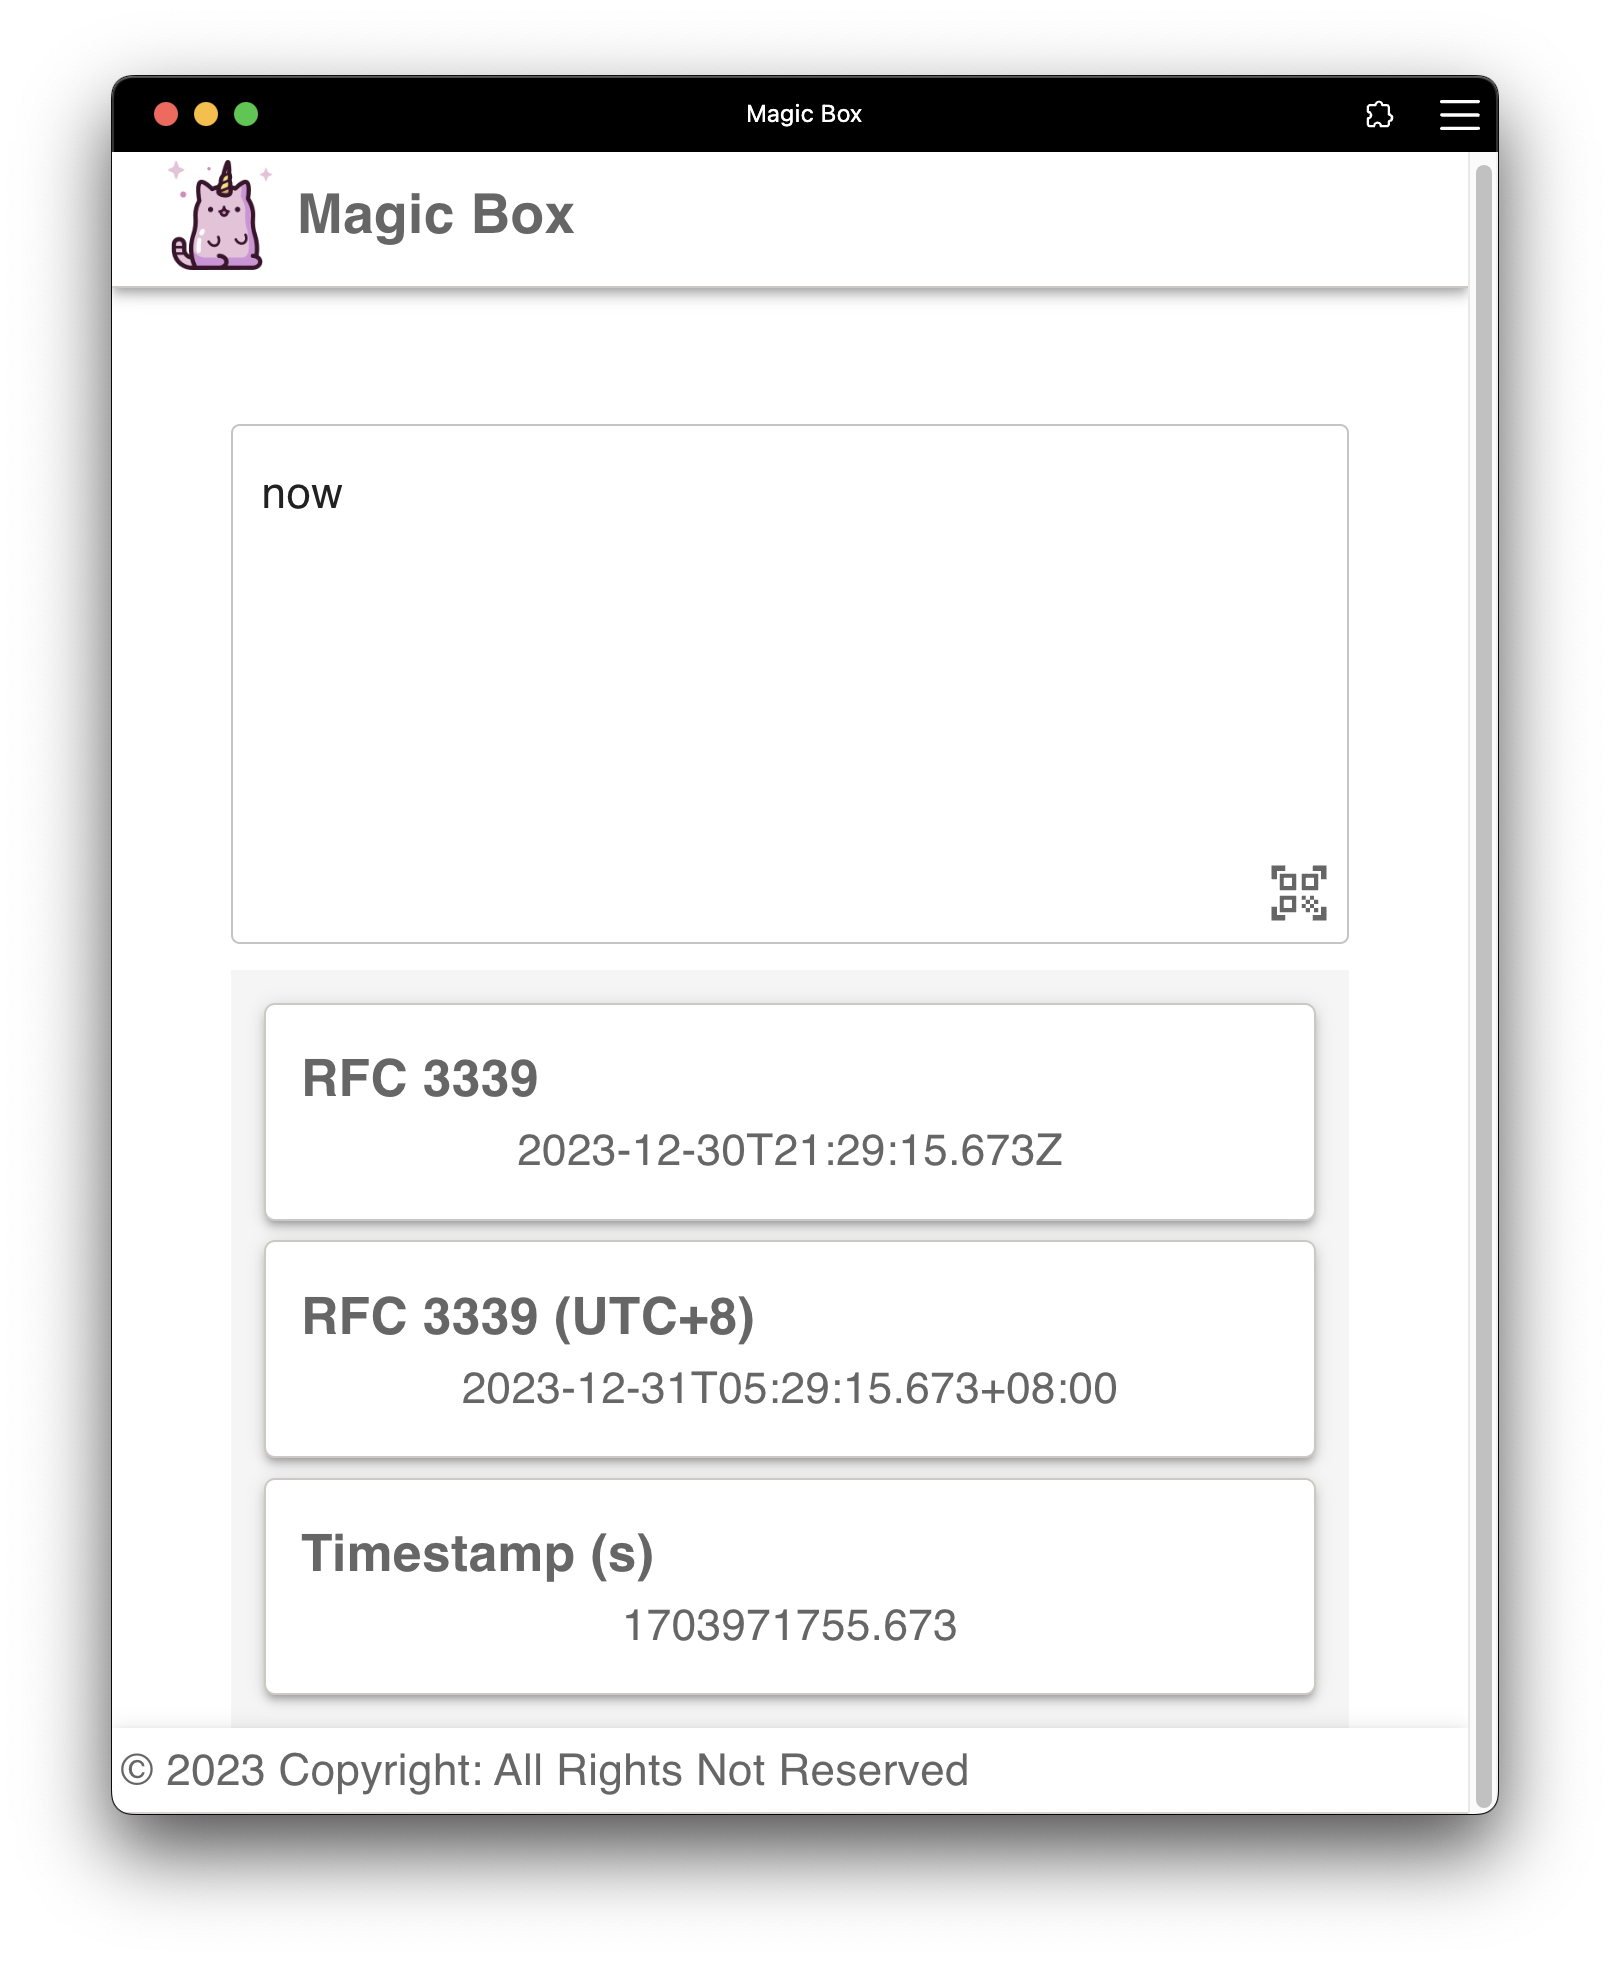 Magic Box
Magic Box
now
RFC 3339
2023-12-30T21:29:15.673Z
RFC 3339 (UTC+8)
2023-12-31T05:29:15.673+08:00
Timestamp (s)
1703971755.673
© 2023 Copyright: All Rights Not Reserved